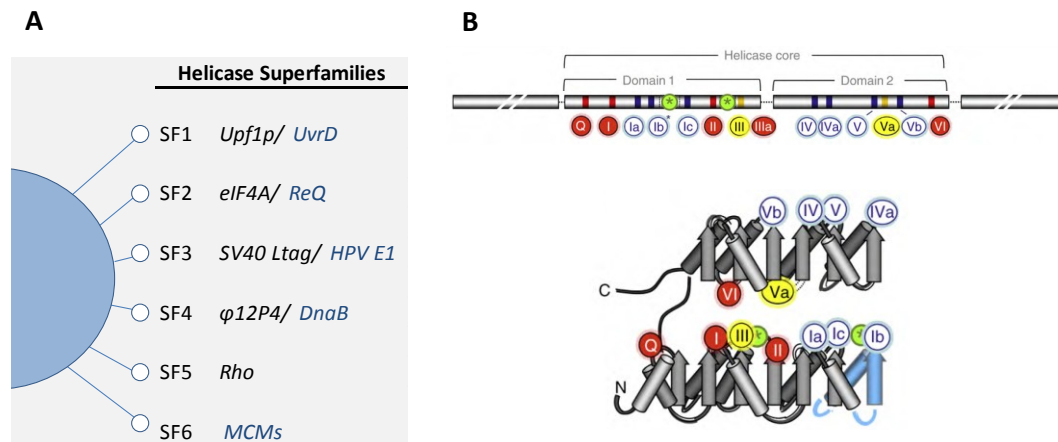 A
Helicase Superfamilies
SF1 Upf1p/ UvrD
SF2 eIF4A/ ReQ
SF3 SV40 Ltag/ HPV E1
SF4 φ12P4/ DnaB
SF5 Rho
SF6 MCMs
B
Helicase core
Domain 1 Domain 2
* *
Q I Ia Ib Ic II III IIIa IV IVa V Va Vb VI
Vb IV V IVa
C VI Va
Q I III * II Ia Ic * Ib
N